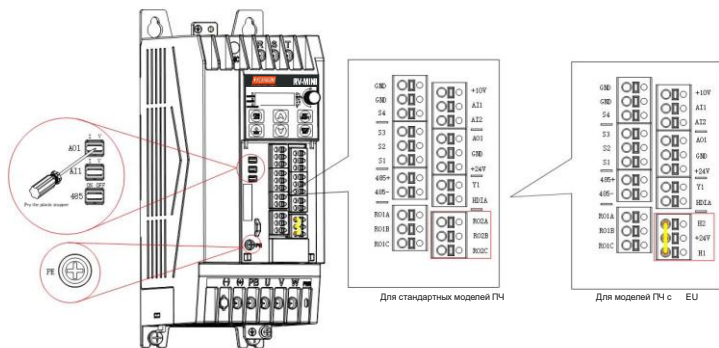 R S T
RICHSUN RV-MINI
I V
AO1
I V
AI1
ON OFF
485
Pry the plastic stopper
PE
PE
(-) (+) PB U V W
GND
GND
S4
S3
S2
S1
485+
485-
RO1A
RO1B
RO1C
+10V
AI1
AI2
AO1
GND
+24V
Y1
HDIA
RO2A
RO2B
RO2C
Для стандартных моделей ПЧ
GND
GND
S4
S3
S2
S1
485+
485-
RO1A
RO1B
RO1C
+10V
AI1
AI2
AO1
GND
+24V
Y1
HDIA
H2
+24V
H1
Для моделей ПЧ с EU